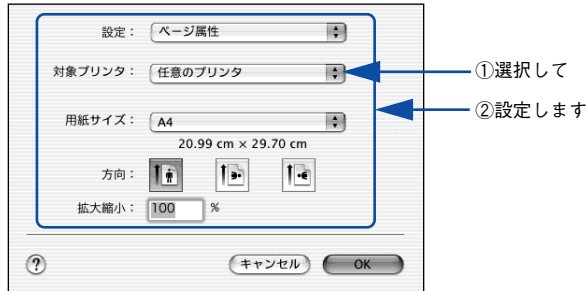 設定： ページ属性
対象プリンタ： 任意のプリンタ
①選択して
用紙サイズ： A4
②設定します
20.99 cm × 29.70 cm
方向：
拡大縮小： 100 %
? キャンセル OK